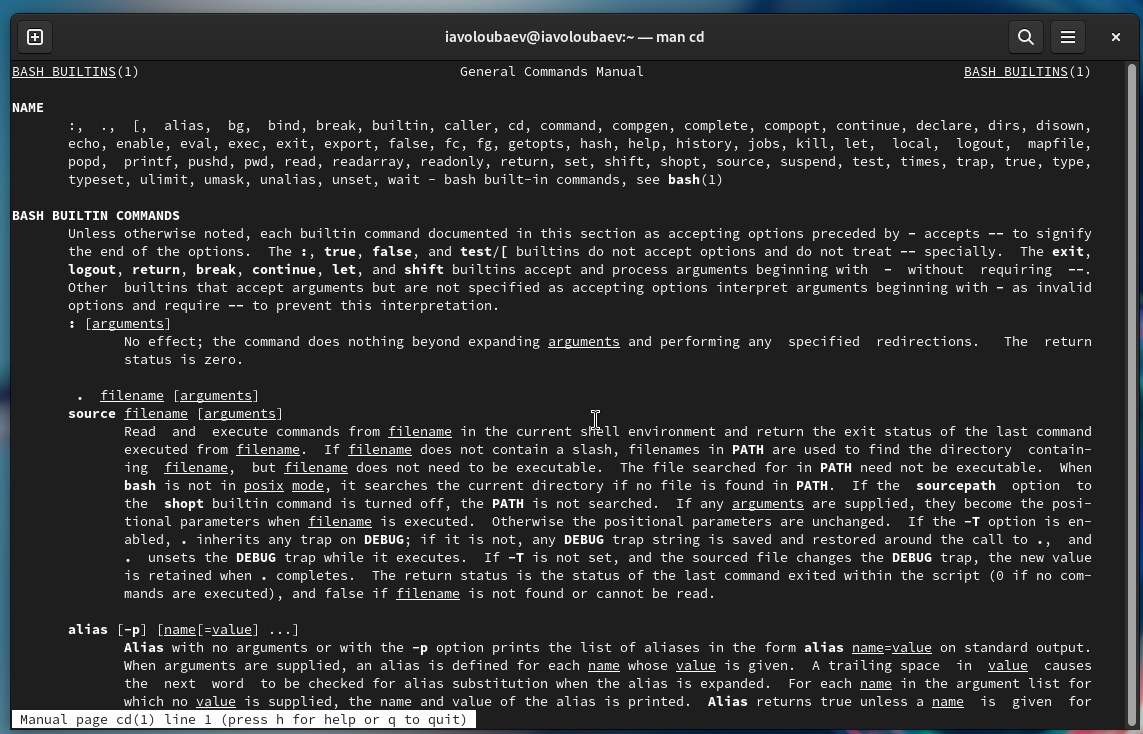 iavoloubaev@iavoloubaev:~ — man cd
BASH BUILTINS(1) General Commands Manual BASH BUILTINS(1)
NAME
:, ., [, alias, bg, bind, break, builtin, caller, cd, command, compgen, complete, compopt, continue, declare, dirs, disown,
echo, enable, eval, exec, exit, export, false, fc, fg, getopts, hash, help, history, jobs, kill, let, local, logout, mapfile,
popd, printf, pushd, pwd, read, readarray, readonly, return, set, shift, shopt, source, suspend, test, times, trap, true, type,
typeset, ulimit, umask, unalias, unset, wait - bash built-in commands, see bash(1)
BASH BUILTIN COMMANDS
Unless otherwise noted, each builtin command documented in this section as accepting options preceded by - accepts -- to signify
the end of the options. The :, true, false, and test/[ builtins do not accept options and do not treat -- specially. The exit,
logout, return, break, continue, let, and shift builtins accept and process arguments beginning with - without requiring --.
Other builtins that accept arguments but are not specified as accepting options interpret arguments beginning with - as invalid
options and require -- to prevent this interpretation.
: [arguments]
No effect; the command does nothing beyond expanding arguments and performing any specified redirections. The return
status is zero.
. filename [arguments]
source filename [arguments]
Read and execute commands from filename in the current shell environment and return the exit status of the last command
executed from filename. If filename does not contain a slash, filenames in PATH are used to find the directory contain-
ing filename, but filename does not need to be executable. The file searched for in PATH need not be executable. When
bash is not in posix mode, it searches the current directory if no file is found in PATH. If the sourcepath option to
the shopt builtin command is turned off, the PATH is not searched. If any arguments are supplied, they become the posi-
tional parameters when filename is executed. Otherwise the positional parameters are unchanged. If the -T option is en-
abled, . inherits any trap on DEBUG; if it is not, any DEBUG trap string is saved and restored around the call to ., and
. unsets the DEBUG trap while it executes. If -T is not set, and the sourced file changes the DEBUG trap, the new value
is retained when . completes. The return status is the status of the last command exited within the script (0 if no com-
mands are executed), and false if filename is not found or cannot be read.
alias [-p] [name[=value] ...]
Alias with no arguments or with the -p option prints the list of aliases in the form alias name=value on standard output.
When arguments are supplied, an alias is defined for each name whose value is given. A trailing space in value causes
the next word to be checked for alias substitution when the alias is expanded. For each name in the argument list for
which no value is supplied, the name and value of the alias is printed. Alias returns true unless a name is given for
Manual page cd(1) line 1 (press h for help or q to quit)